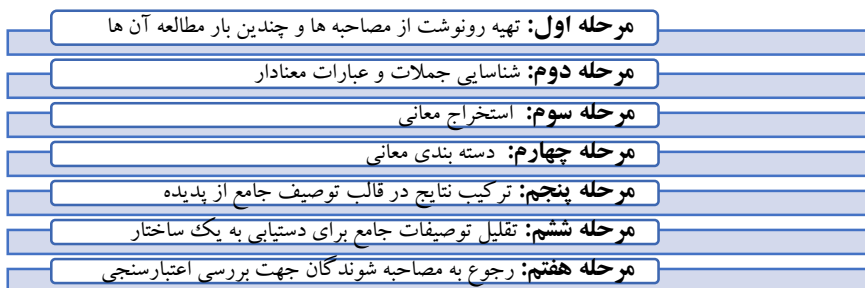 مرحله اول: تهیه رونوشت از مصاحبه ها و چندین بار مطالعه آن ها
مرحله دوم: شناسایی جملات و عبارات معنادار
مرحله سوم: استخراج معانی
مرحله چهارم: دسته بندی معانی
مرحله پنجم: ترکیب نتایج در قالب توصیف جامع از پدیده
مرحله ششم: تقلیل توصیفات جامع برای دستیابی به یک ساختار
مرحله هفتم: رجوع به مصاحبه شوندگان جهت بررسی اعتبارسنجی